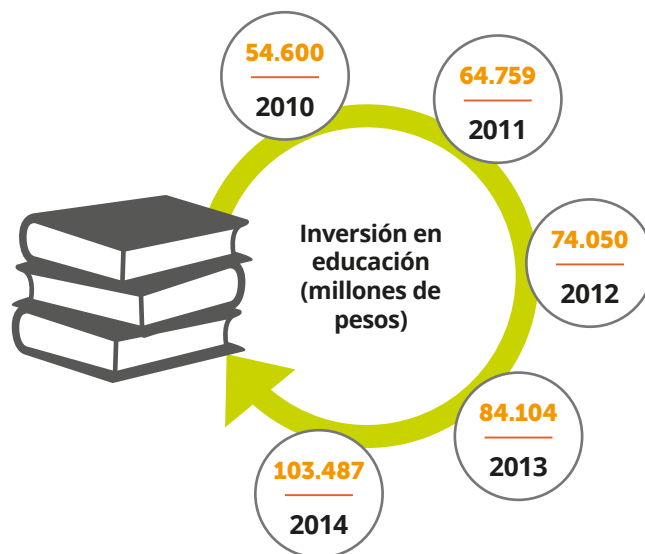 54.600
2010
64.759
2011
74.050
2012
84.104
2013
103.487
2014
Inversión en
educación
(millones de
pesos)